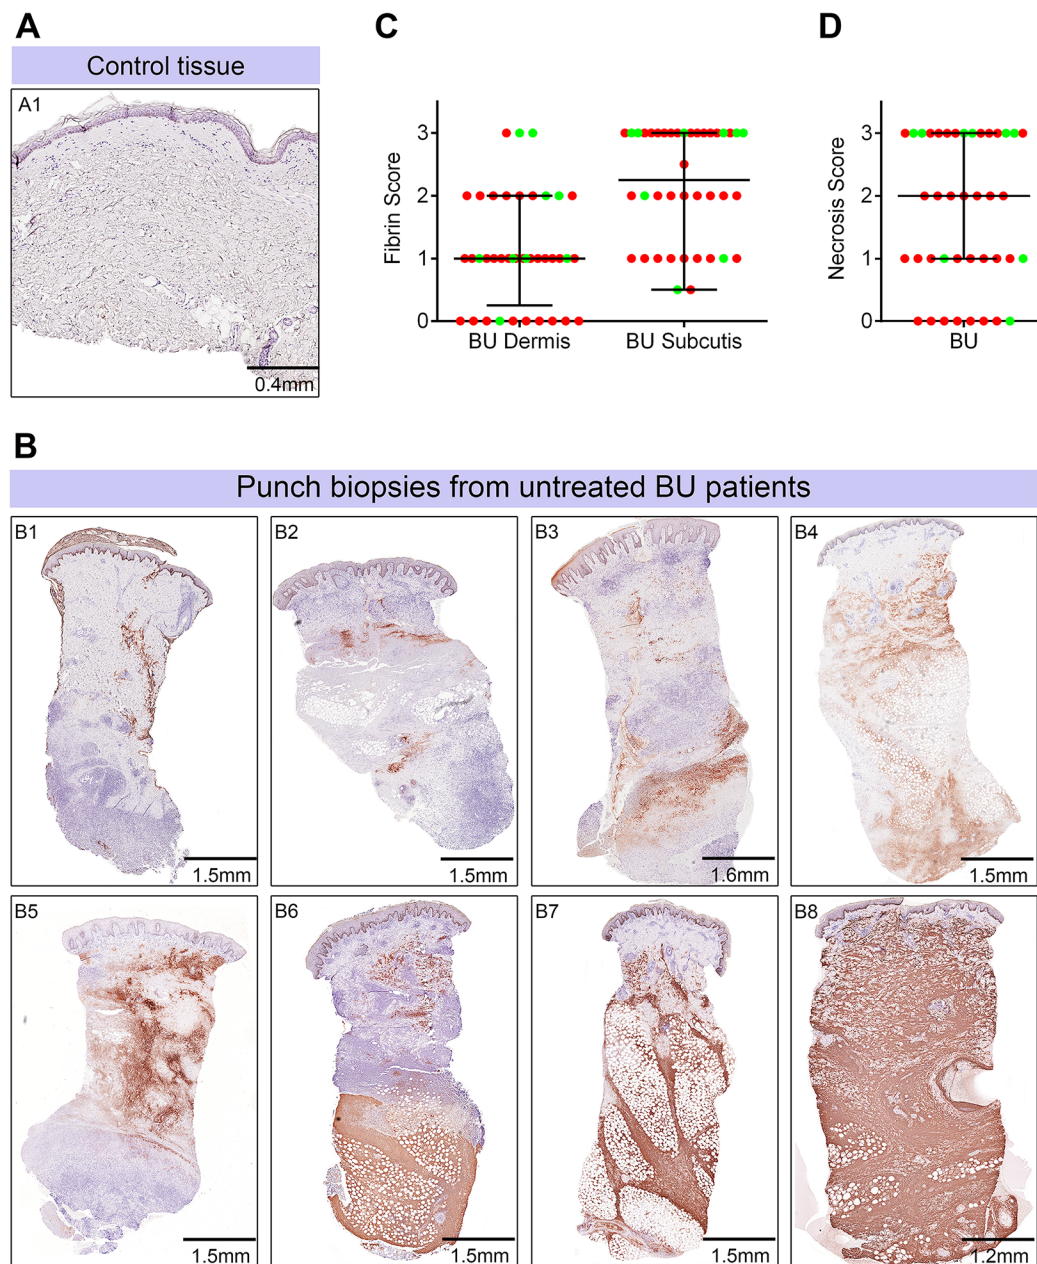 A
Control tissue
A1
0.4mm
C
Fibrin Score
3
2
1
0
BU Dermis
BU Subcutis
D
Necrosis Score
3
2
1
0
BU
B
Punch biopsies from untreated BU patients
B1
1.5mm
B2
1.5mm
B3
1.6mm
B4
1.5mm
B5
1.5mm
B6
1.5mm
B7
1.5mm
B8
1.2mm